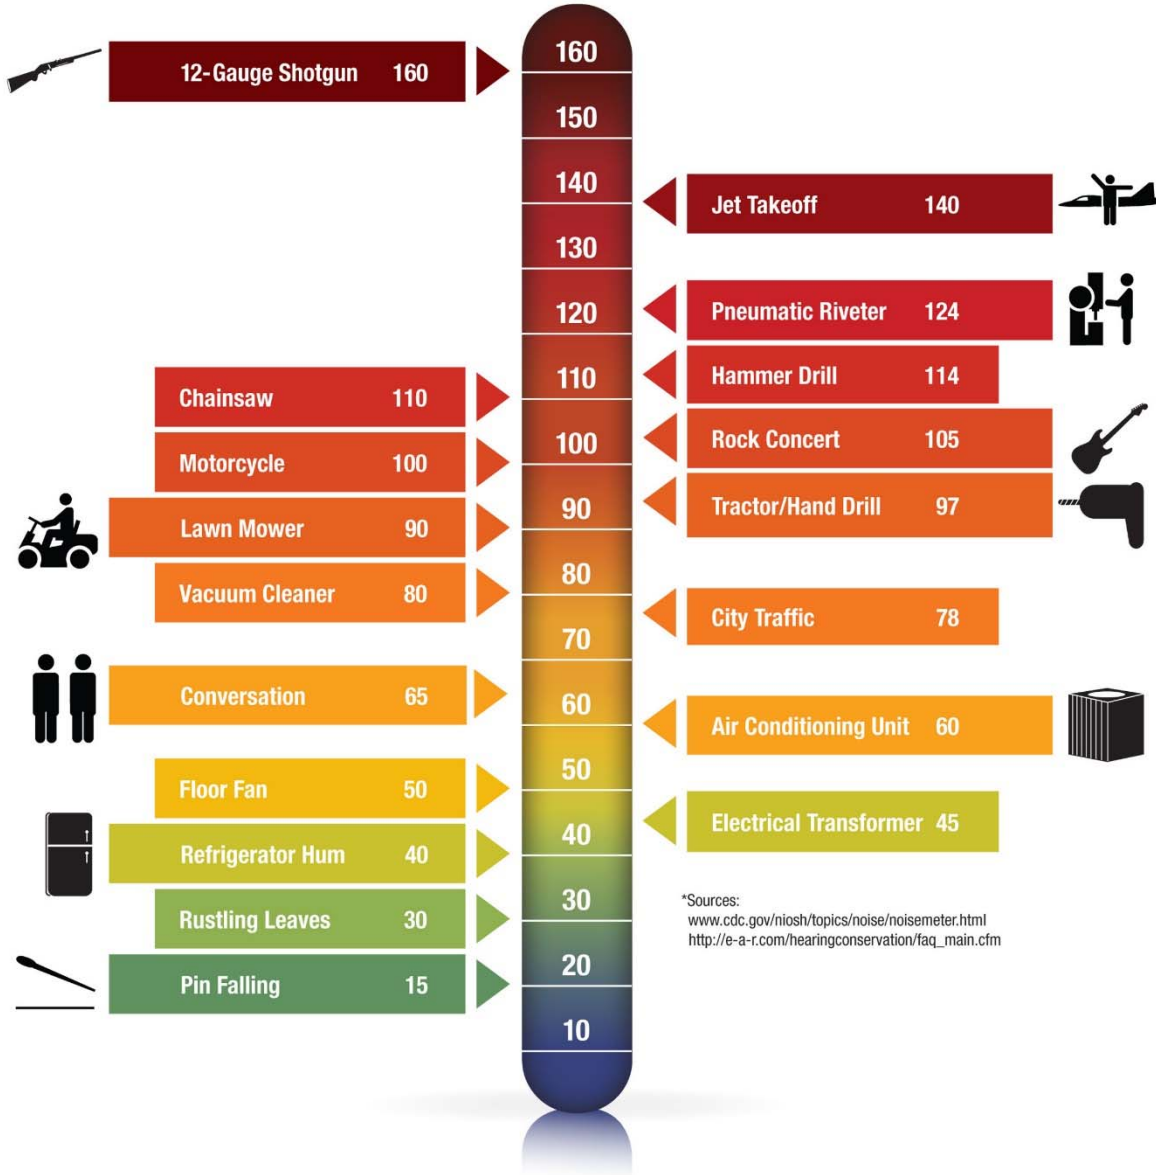 12-Gauge Shotgun 160
160
150
140
Jet Takeoff 140
130
120
Pneumatic Riveter 124
110
Hammer Drill 114
Chainsaw 110
100
Rock Concert 105
Motorcycle 100
90
Tractor/Hand Drill 97
Lawn Mower 90
80
Vacuum Cleaner 80
City Traffic 78
70
Conversation 65
60
Air Conditioning Unit 60
50
Floor Fan 50
Electrical Transformer 45
40
Refrigerator Hum 40
30
Rustling Leaves 30
*Sources:
www.cdc.gov/niosh/topics/noise/noisemeter.html
http://e-a-r.com/hearingconservation/faq_main.cfm
20
Pin Falling 15
10